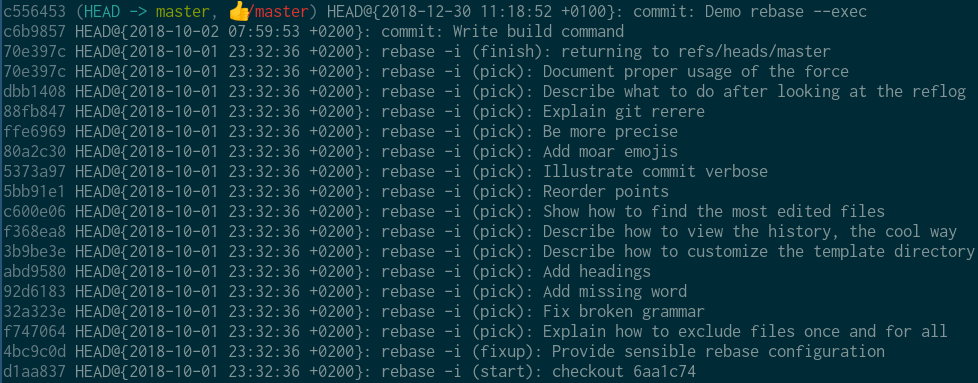 c556453 (HEAD -> master, 👍/master) HEAD@{2018-12-30 11:18:52 +0100}: commit: Demo rebase --exec
c6b9857 HEAD@{2018-10-02 07:59:53 +0200}: commit: Write build command
70e397c HEAD@{2018-10-01 23:32:36 +0200}: rebase -i (finish): returning to refs/heads/master
70e397c HEAD@{2018-10-01 23:32:36 +0200}: rebase -i (pick): Document proper usage of the force
dbb1408 HEAD@{2018-10-01 23:32:36 +0200}: rebase -i (pick): Describe what to do after looking at the reflog
88fb847 HEAD@{2018-10-01 23:32:36 +0200}: rebase -i (pick): Explain git rerere
ffe6969 HEAD@{2018-10-01 23:32:36 +0200}: rebase -i (pick): Be more precise
80a2c30 HEAD@{2018-10-01 23:32:36 +0200}: rebase -i (pick): Add moar emojis
5373a97 HEAD@{2018-10-01 23:32:36 +0200}: rebase -i (pick): Illustrate commit verbose
5bb91e1 HEAD@{2018-10-01 23:32:36 +0200}: rebase -i (pick): Reorder points
c600e06 HEAD@{2018-10-01 23:32:36 +0200}: rebase -i (pick): Show how to find the most edited files
f368ea8 HEAD@{2018-10-01 23:32:36 +0200}: rebase -i (pick): Describe how to view the history, the cool way
3b9be3e HEAD@{2018-10-01 23:32:36 +0200}: rebase -i (pick): Describe how to customize the template directory
abd9580 HEAD@{2018-10-01 23:32:36 +0200}: rebase -i (pick): Add headings
92d6183 HEAD@{2018-10-01 23:32:36 +0200}: rebase -i (pick): Add missing word
32a323e HEAD@{2018-10-01 23:32:36 +0200}: rebase -i (pick): Fix broken grammar
f747064 HEAD@{2018-10-01 23:32:36 +0200}: rebase -i (pick): Explain how to exclude files once and for all
4bc9c0d HEAD@{2018-10-01 23:32:36 +0200}: rebase -i (fixup): Provide sensible rebase configuration
d1aa837 HEAD@{2018-10-01 23:32:36 +0200}: rebase -i (start): checkout 6aa1c74